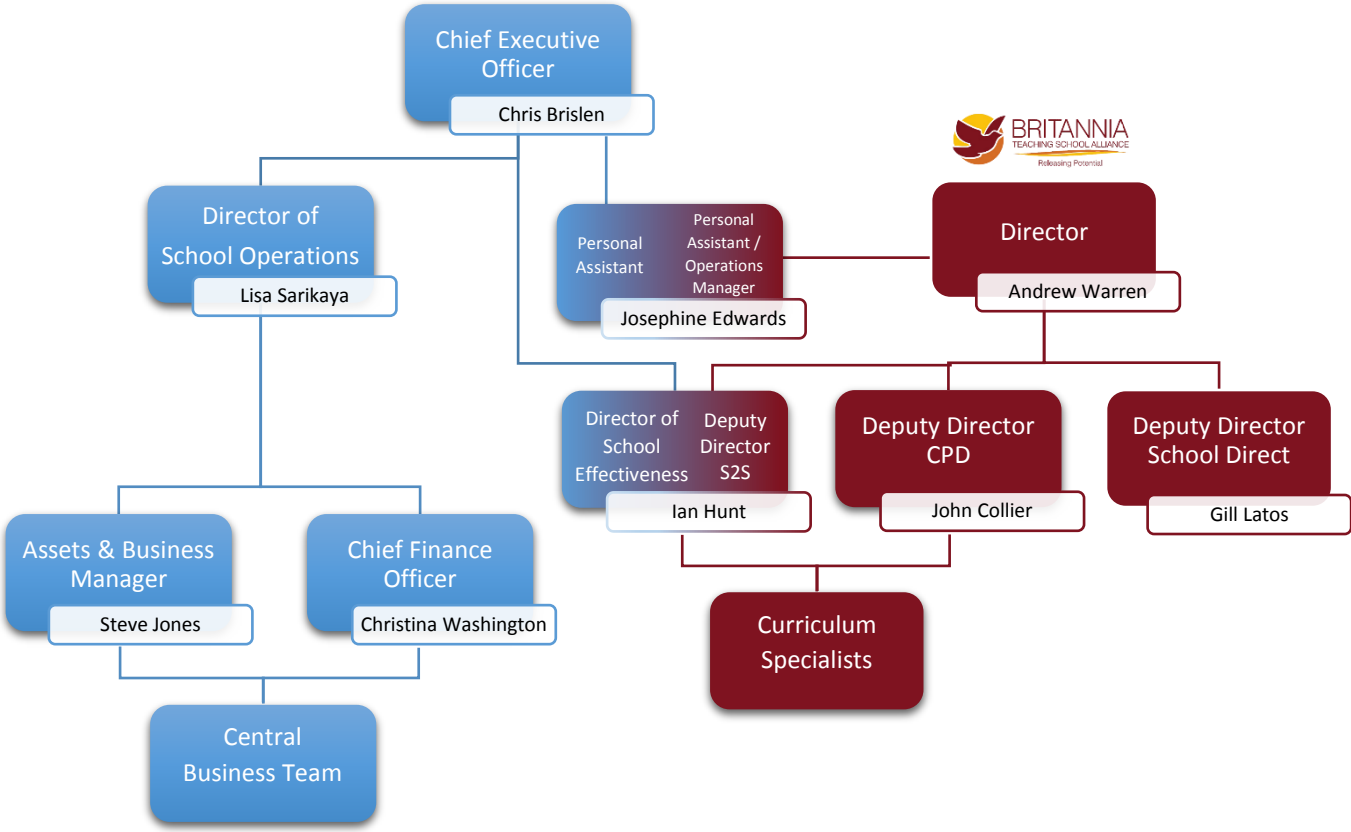 Chief Executive
Officer
Chris Brislen
BRITANNIA
TEACHING SCHOOL ALLIANCE
Releasing Potential
Director of
School Operations
Lisa Sarikaya
Personal
Assistant
Personal
Assistant /
Operations
Manager
Josephine Edwards
Director
Andrew Warren
Director of
School
Effectiveness
Deputy
Director
S2S
Ian Hunt
Deputy Director
CPD
John Collier
Deputy Director
School Direct
Gill Latos
Assets & Business
Manager
Steve Jones
Chief Finance
Officer
Christina Washington
Curriculum
Specialists
Central
Business Team